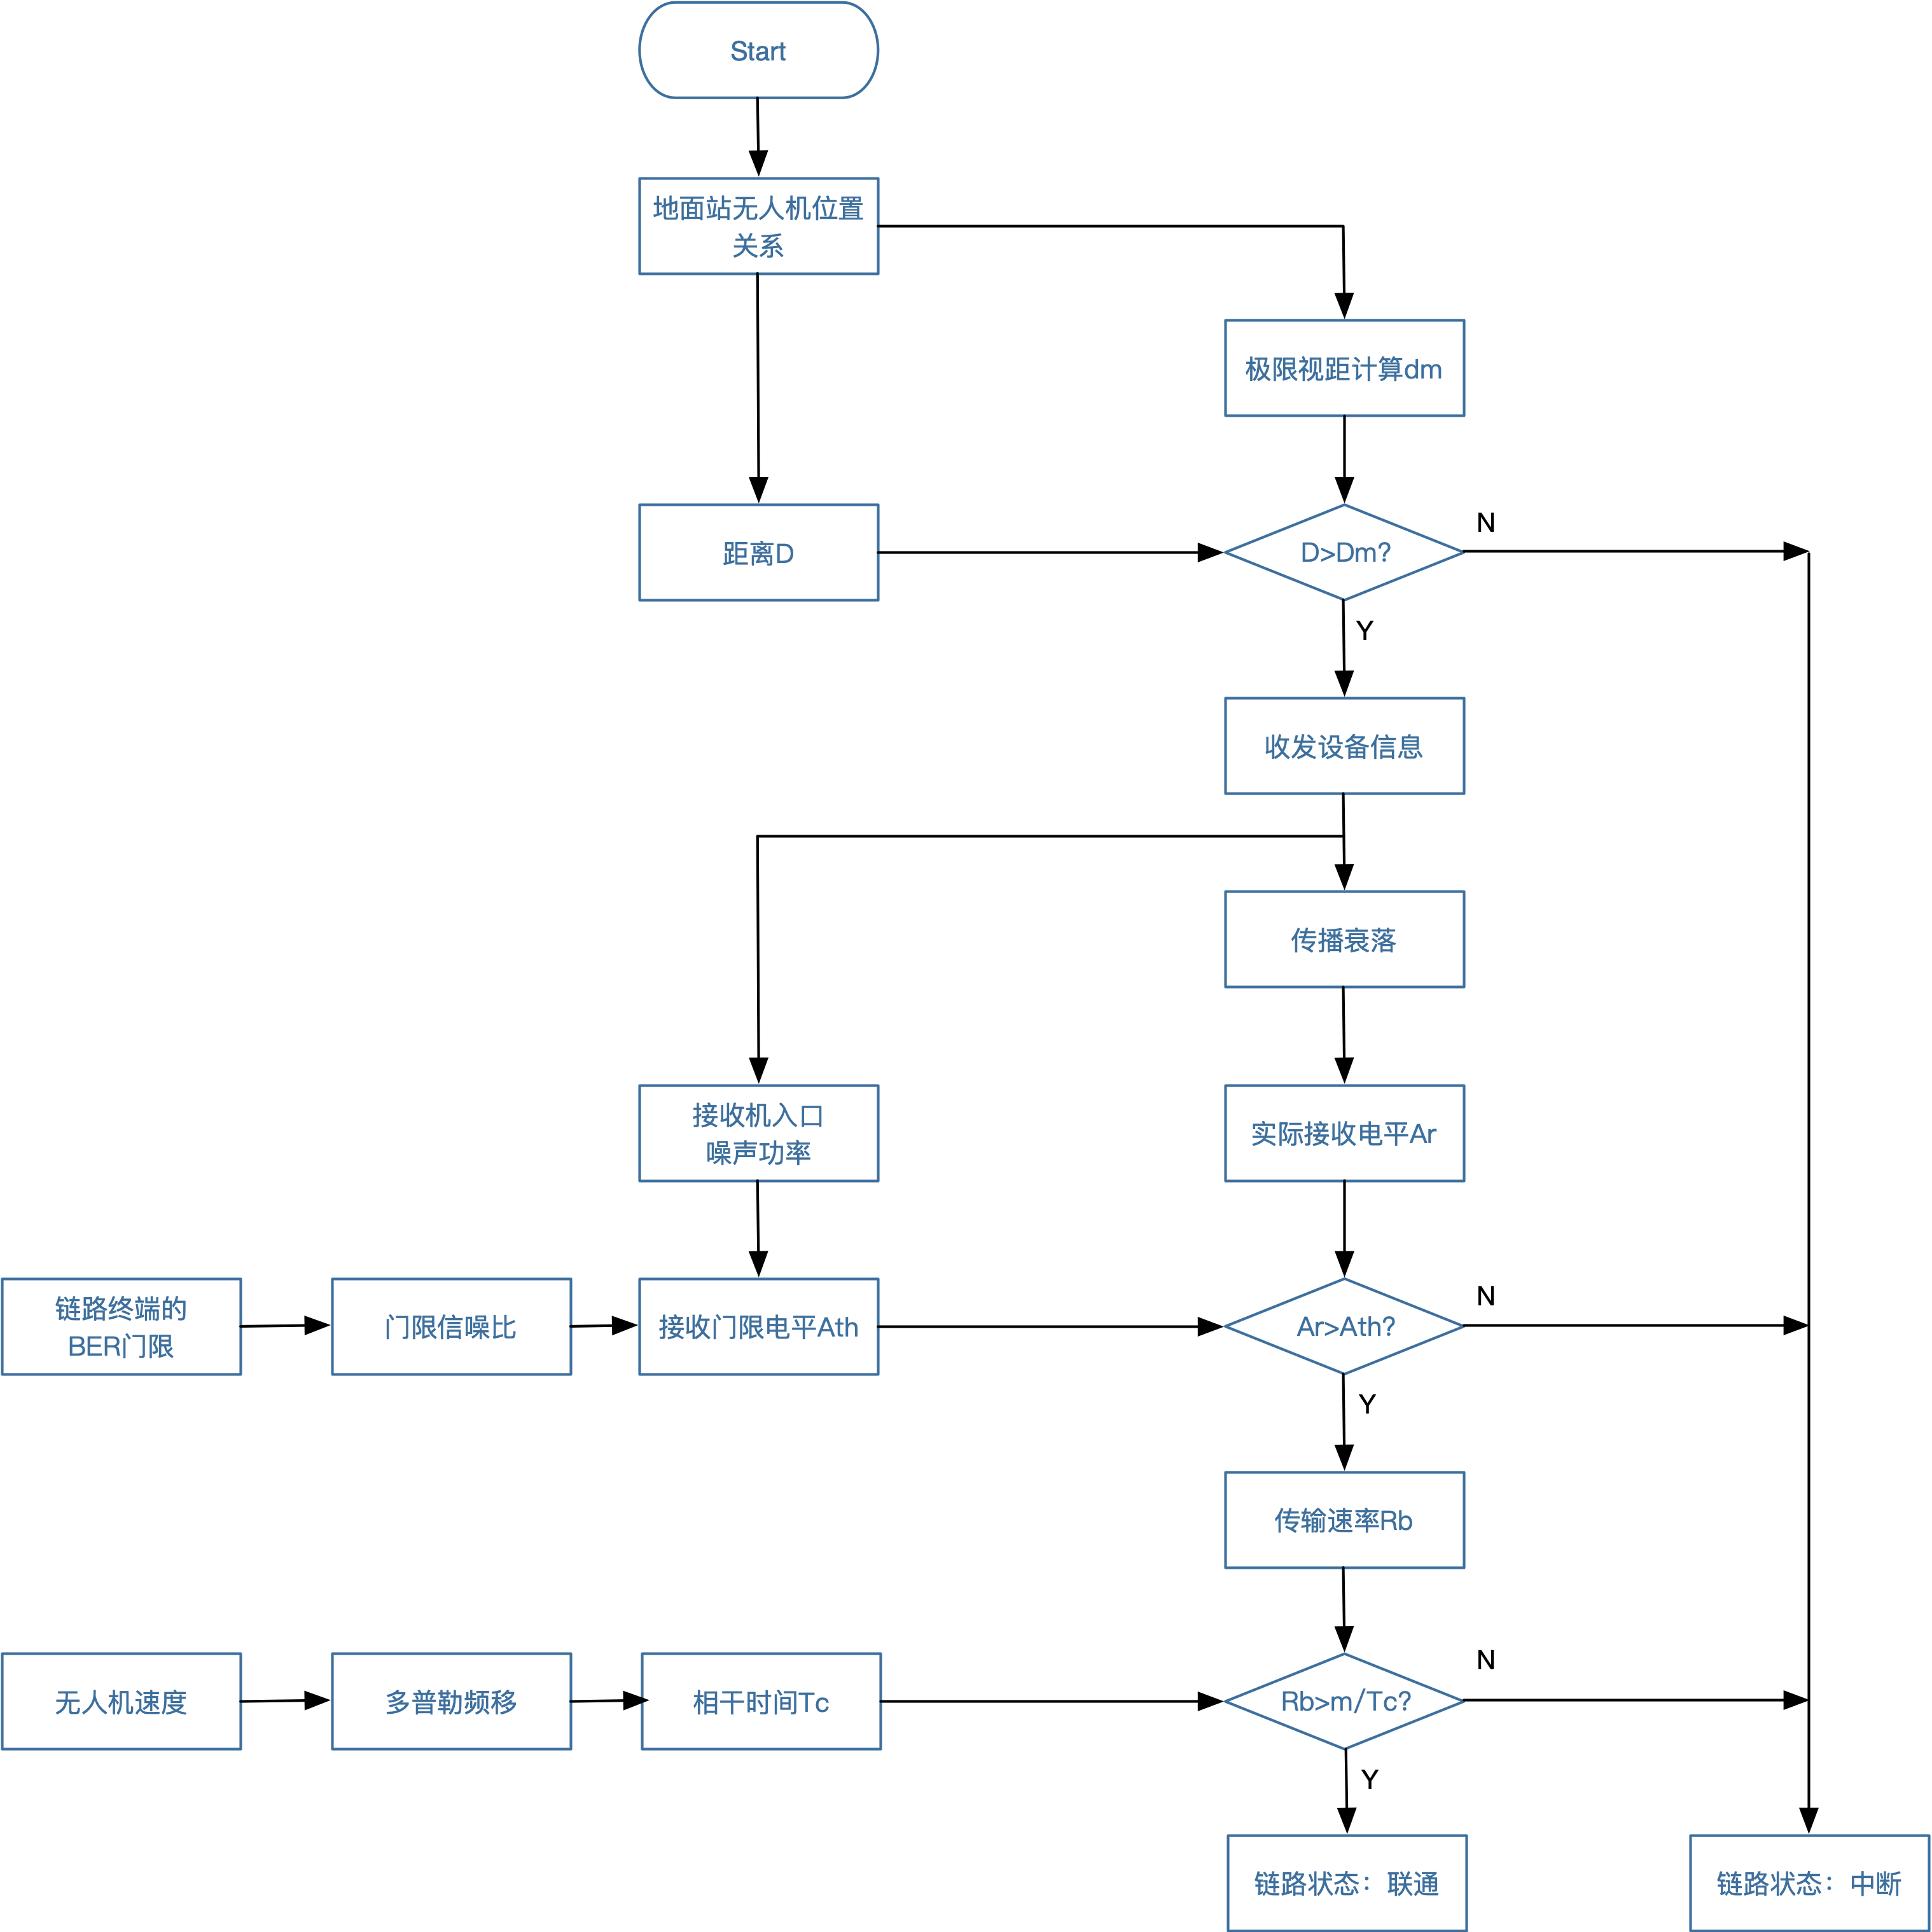 Start
地面站无人机位置
关系
极限视距计算dm
距离D
D>Dm?
N
Y
收发设备信息
传播衰落
接收机入口
噪声功率
实际接收电平Ar
链路终端的
BER门限
门限信噪比
接收门限电平Ath
Ar>Ath?
N
Y
传输速率Rb
无人机速度
多普勒频移
相干时间Tc
Rb>m/Tc?
N
Y
链路状态：联通
链路状态：中断